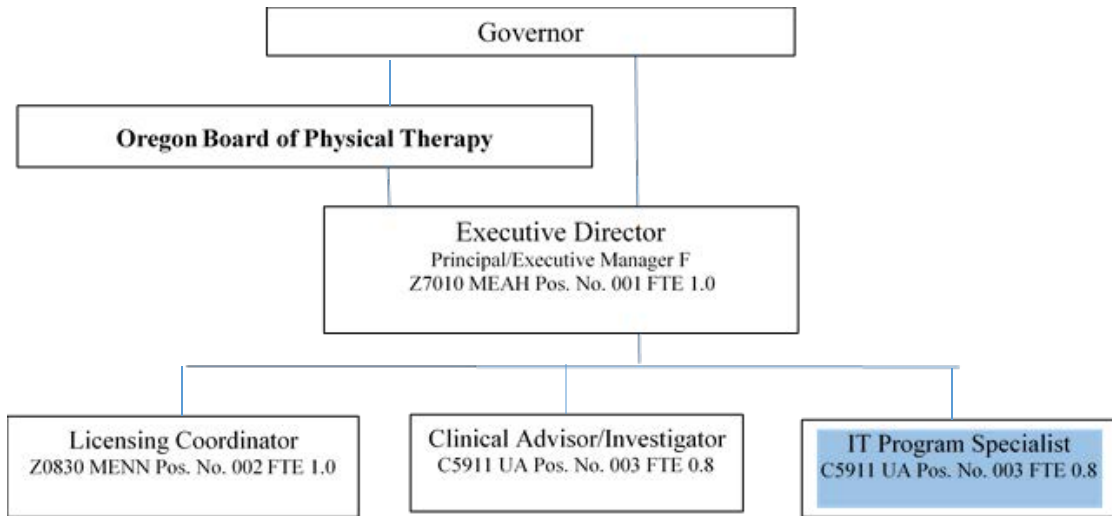 Governor
Oregon Board of Physical Therapy
Executive Director
Principal/Executive Manager F
Z7010 MEAH Pos. No. 001 FTE 1.0
Licensing Coordinator
Z0830 MENN Pos. No. 002 FTE 1.0
Clinical Advisor/Investigator
C5911 UA Pos. No. 003 FTE 0.8
IT Program Specialist
C5911 UA Pos. No. 003 FTE 0.8